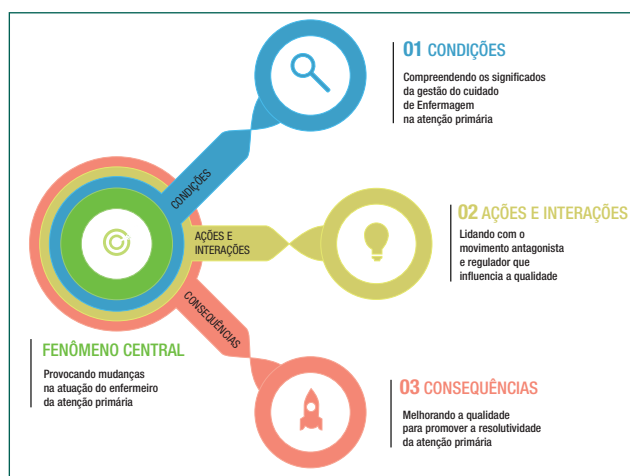 01 CONDIÇÕES
Compreendendo os significados
da gestão do cuidado
de Enfermagem
na atenção primária
CONDIÇÕES
02 AÇÕES E INTERAÇÕES
Lidando com o
movimento antagonista
e regulador que
influencia a qualidade
AÇÕES E
INTERAÇÕES
CONSEQUÊNCIAS
FENÔMENO CENTRAL
Provocando mudanças
na atuação do enfermeiro
da atenção primária
03 CONSEQUÊNCIAS
Melhorando a qualidade
para promover a resolutividade
da atenção primária